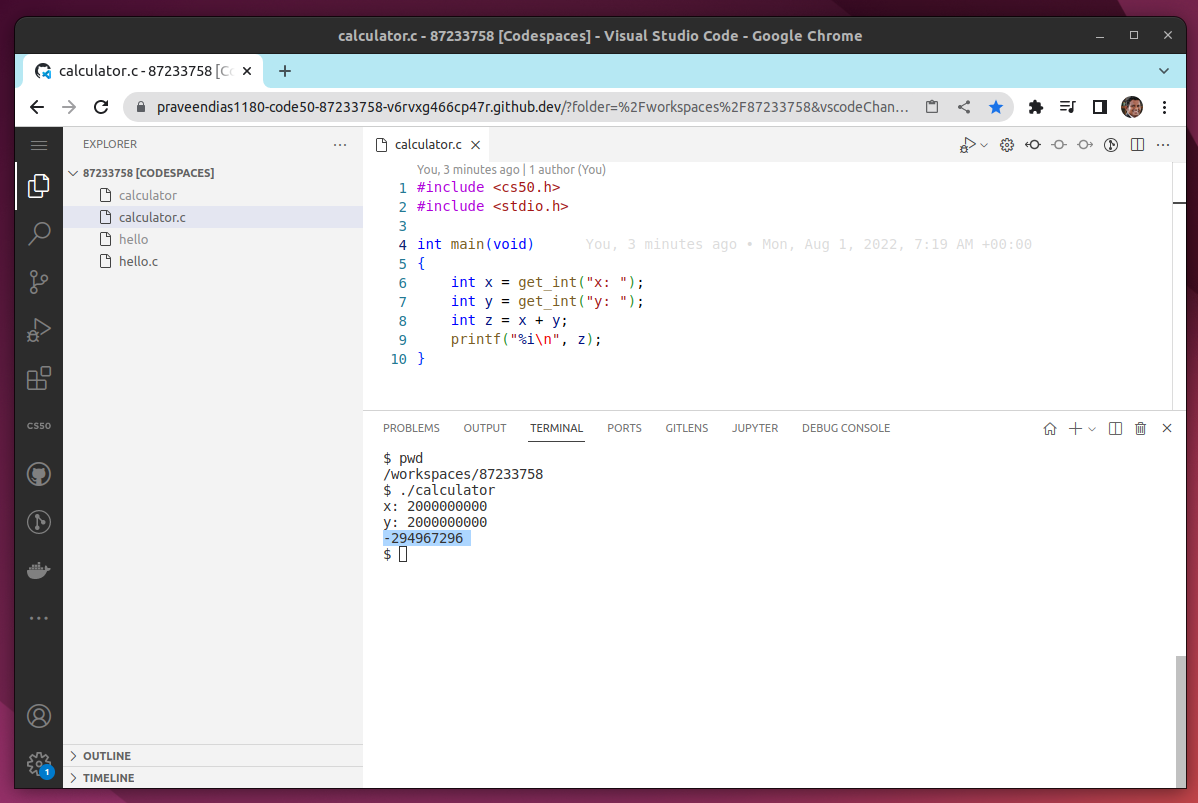 calculator.c - 87233758 [Codespaces] - Visual Studio Code - Google Chrome
calculator.c - 87233758 [Co
praveendias1180-code50-87233758-v6rvxg466cp47r.github.dev/?folder=%2Fworkspaces%2F87233758&vscodeChan...
EXPLORER
87233758 [CODESPACES]
calculator
calculator.c
hello
hello.c
CS50
1
OUTLINE
TIMELINE
calculator.c
You, 3 minutes ago | 1 author (You)
1 #include <cs50.h>
2 #include <stdio.h>
3
4 int main(void) You, 3 minutes ago • Mon, Aug 1, 2022, 7:19 AM +00:00
5 {
6 int x = get_int("x: ");
7 int y = get_int("y: ");
8 int z = x + y;
9 printf("%i\n", z);
10 }
PROBLEMS OUTPUT TERMINAL PORTS GITLENS JUPYTER DEBUG CONSOLE
$ pwd
/workspaces/87233758
$ ./calculator
x: 2000000000
y: 2000000000
-294967296
$